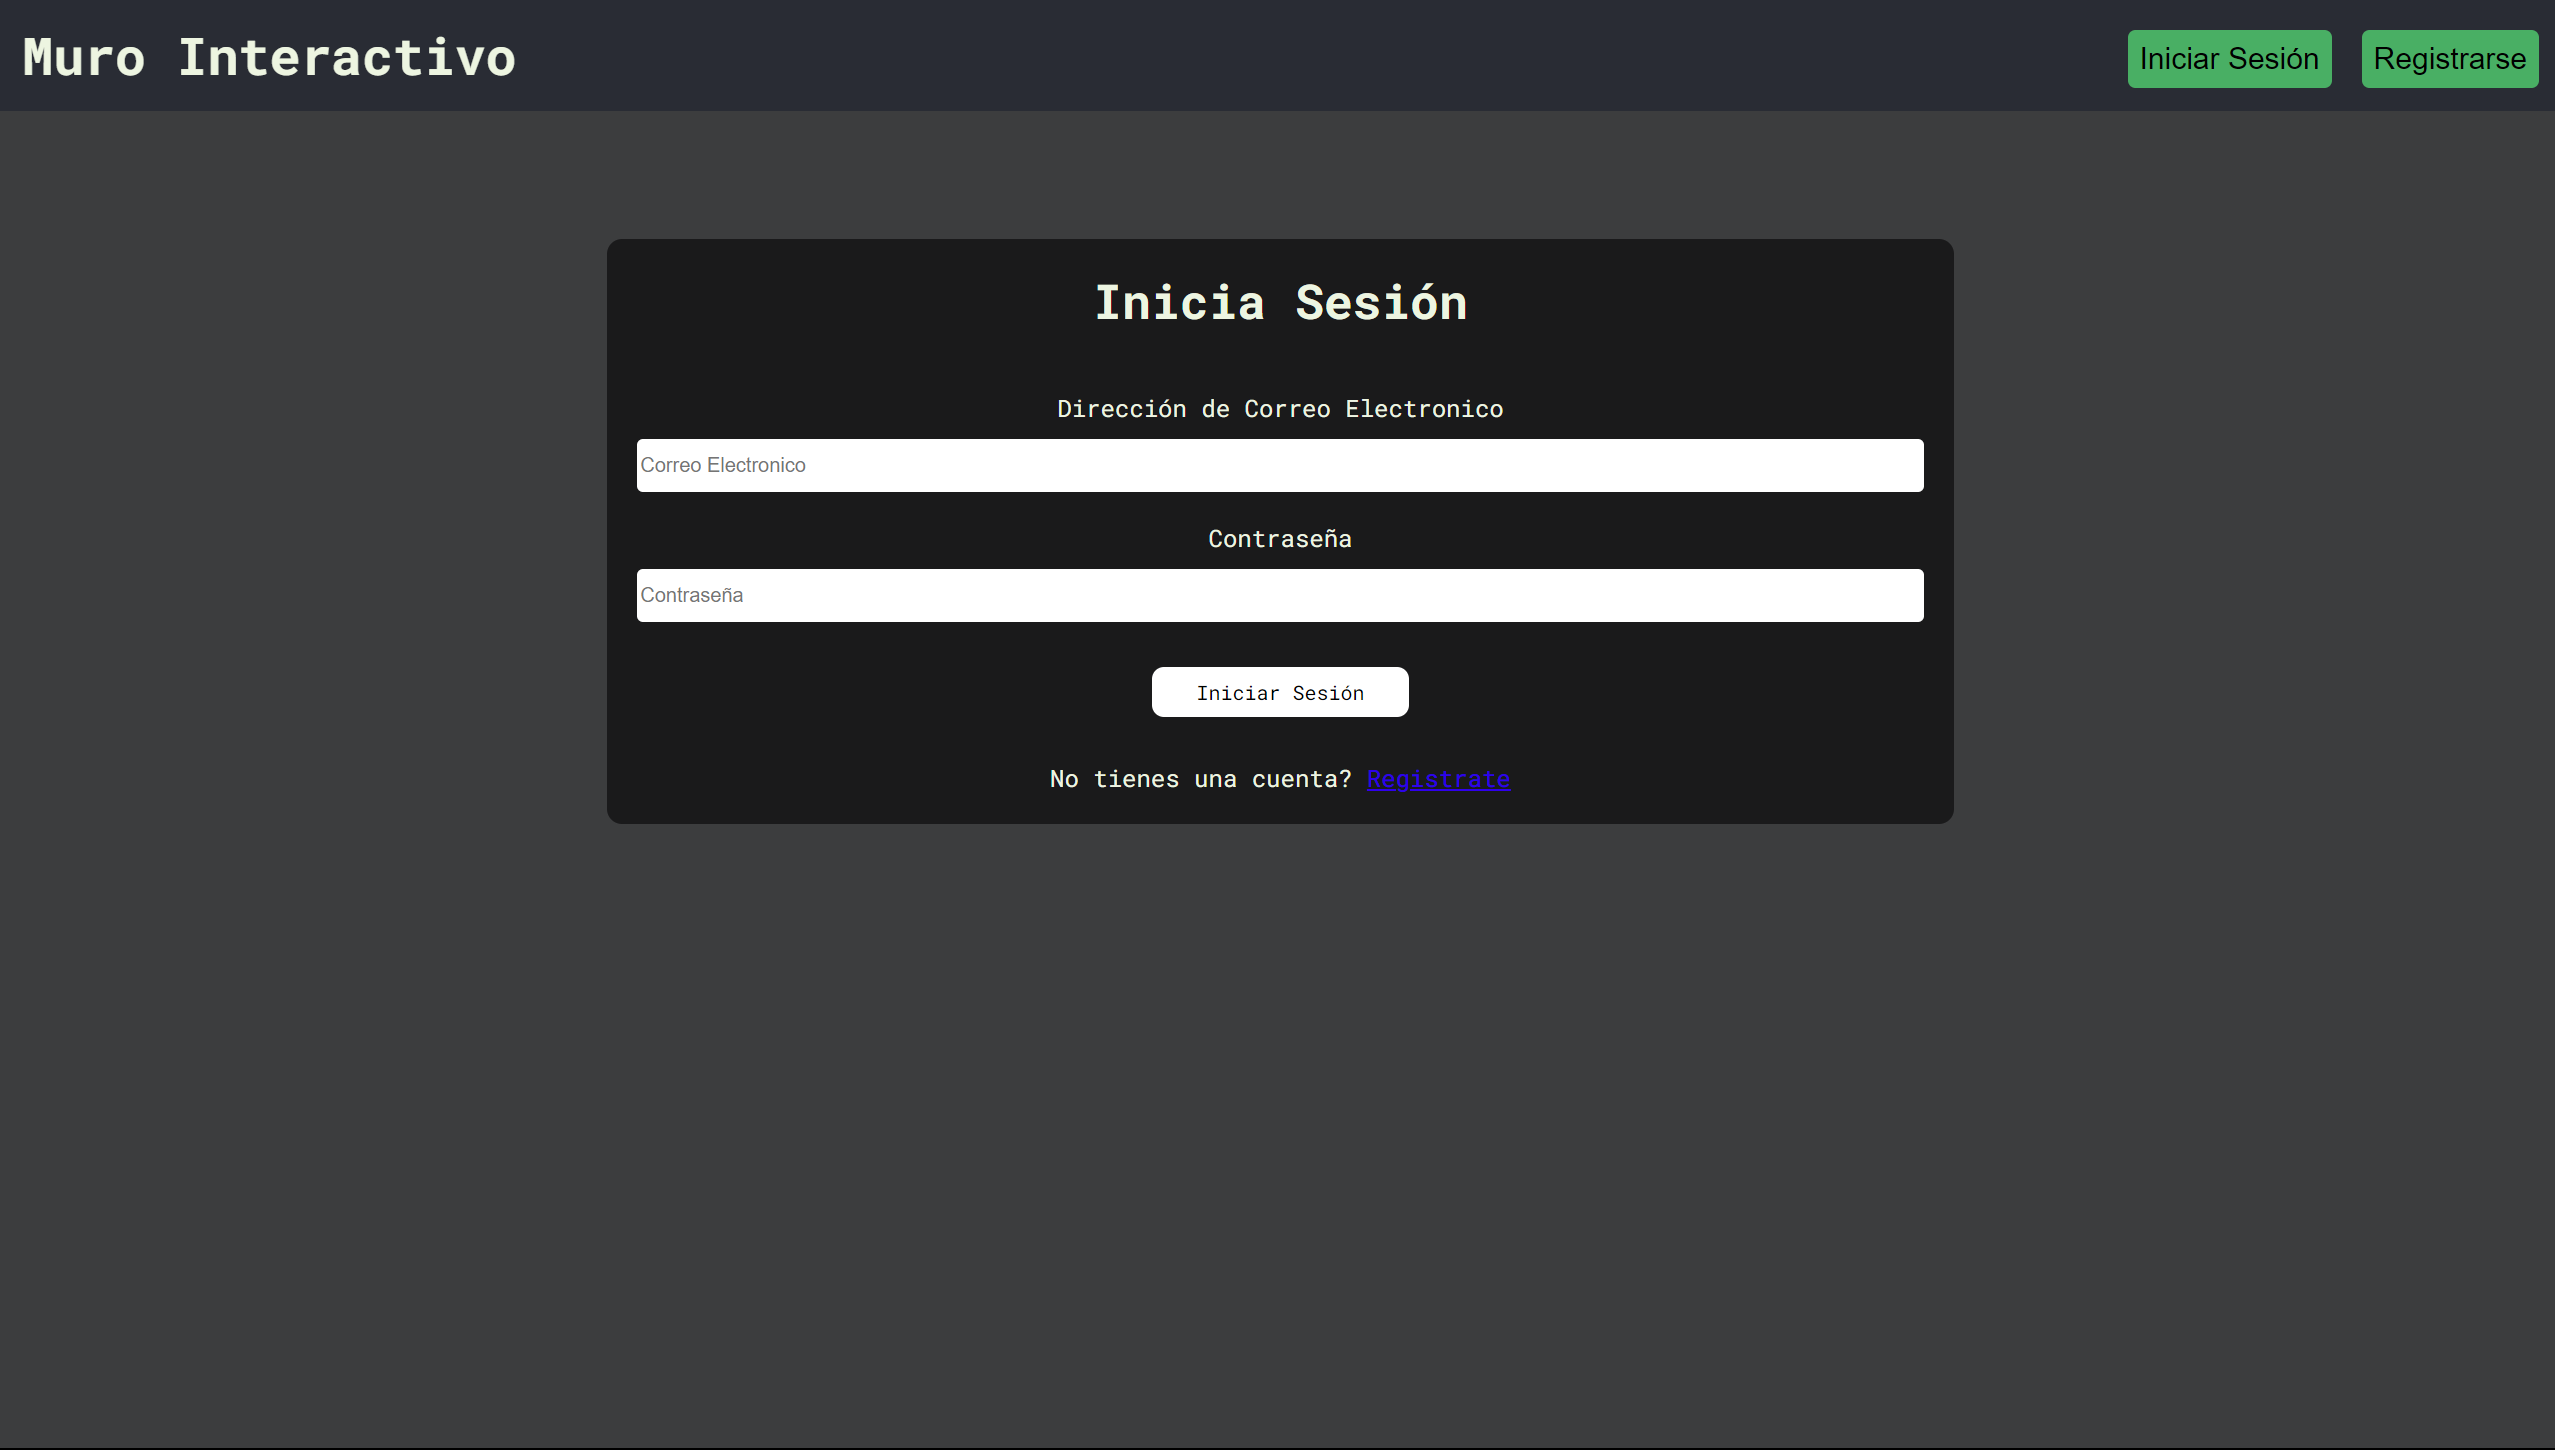 Muro Interactivo
Iniciar Sesión
Registrarse
Inicia Sesión
Dirección de Correo Electronico
Correo Electronico
Contraseña
Contraseña
Iniciar Sesión
No tienes una cuenta? Registrate